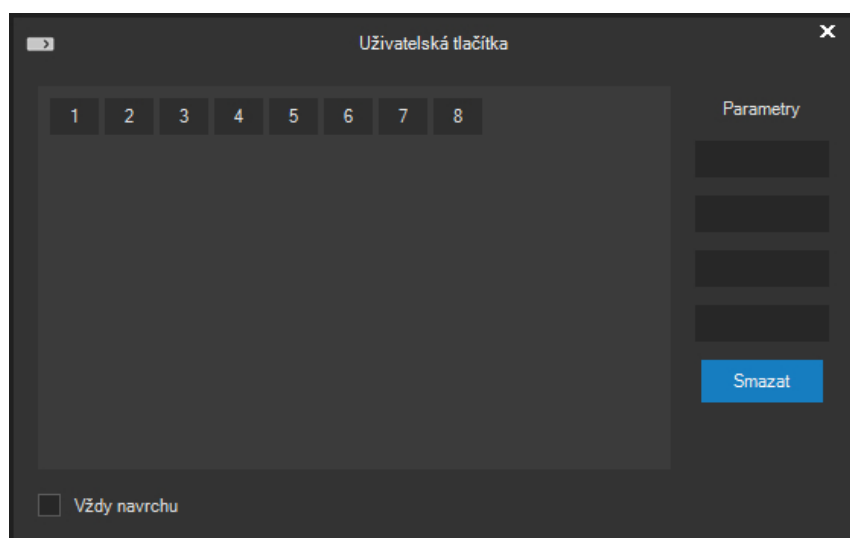 Uživatelská tlačítka
1 2 3 4 5 6 7 8
Parametry
Smazat
Vždy navrchu